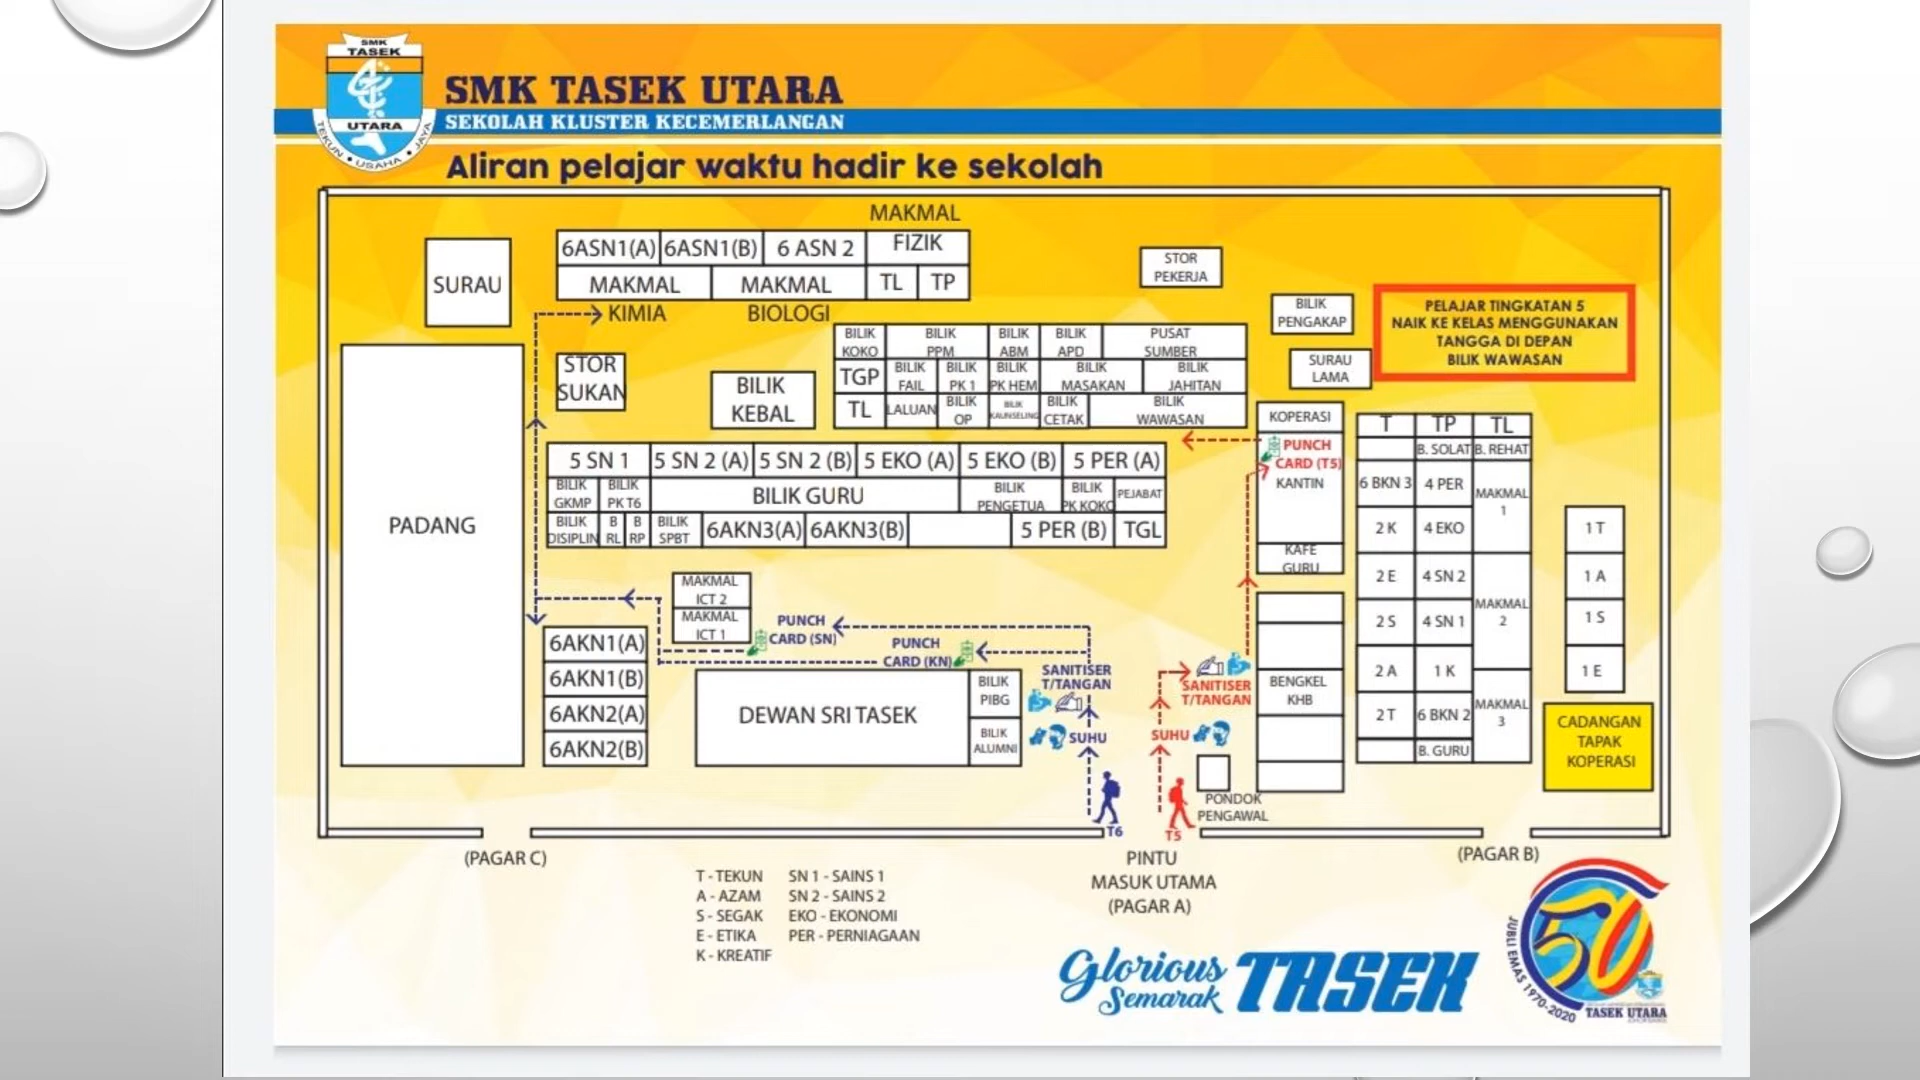 SMK
TASEK
UTARA
TEKUN • USAHA • JAYA
SMK TASEK UTARA
SEKOLAH KLUSTER KECEMERLANGAN
Aliran pelajar waktu hadir ke sekolah
MAKMAL
6ASN1(A) 6ASN1(B) 6 ASN 2 FIZIK
SURAU
MAKMAL MAKMAL TL TP
KIMIA BIOLOGI
STOR
PEKERJA
BILIK
PENGAKAP
PELAJAR TINGKATAN 5
NAIK KE KELAS MENGGUNAKAN
TANGGA DI DEPAN
BILIK WAWASAN
SURAU
LAMA
STOR
SUKAN
BILIK
KEBAL
BILIK BILIK BILIK BILIK PUSAT
KOKO PPM ABM APD SUMBER
TGP BILIK BILIK BILIK BILIK BILIK
FAIL PK 1 PK HEM MASAKAN JAHITAN
TL LALUAN BILIK BILIK BILIK BILIK
OP KAUNSELING CETAK WAWASAN
KOPERASI
PUNCH
CARD (T5)
KANTIN
KAFE
GURU
T TP TL
B. SOLAT B. REHAT
6 BKN 3 4 PER MAKMAL
1
2 K 4 EKO
2 E 4 SN 2 MAKMAL
2
2 S 4 SN 1
2 A 1 K
2 T 6 BKN 2 MAKMAL
3
B. GURU
1 T
1 A
1 S
1 E
CADANGAN
TAPAK
KOPERASI
PADANG
5 SN 1 5 SN 2 (A) 5 SN 2 (B) 5 EKO (A) 5 EKO (B) 5 PER (A)
BILIK BILIK BILIK GURU BILIK BILIK PEJABAT
GKMP PK T6 PENGETUA PK KOKO
BILIK B B BILIK 6AKN3(A) 6AKN3(B) 5 PER (B) TGL
DISIPLIN RL RP SPBT
MAKMAL
ICT 2
MAKMAL
ICT 1
PUNCH
CARD (SN)
PUNCH
CARD (KN)
6AKN1(A)
6AKN1(B)
6AKN2(A)
6AKN2(B)
DEWAN SRI TASEK
BILIK
PIBG
BILIK
ALUMNI
SANITISER
T/TANGAN
SUHU
T6
SANITISER
T/TANGAN
SUHU
T5
BENGKEL
KHB
PONDOK
PENGAWAL
(PAGAR C)
PINTU
MASUK UTAMA
(PAGAR A)
(PAGAR B)
T - TEKUN SN 1 - SAINS 1
A - AZAM SN 2 - SAINS 2
S - SEGAK EKO - EKONOMI
E - ETIKA PER - PERNIAGAAN
K - KREATIF
Glorious
Semarak
TASEK
50
JUBLI EMAS 1970-2020
TASEK UTARA